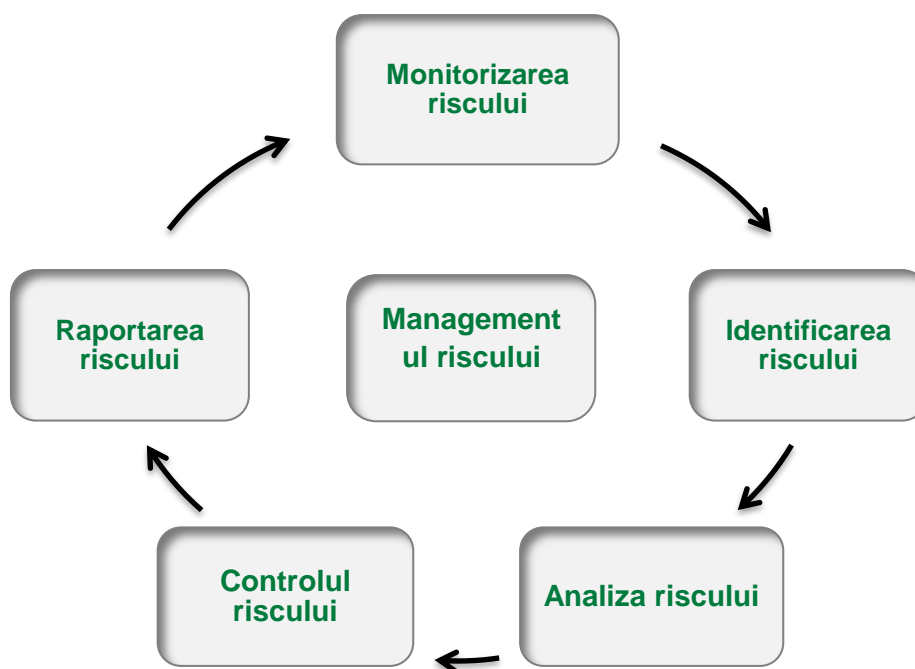 Monitorizarea
riscului
Raportarea
riscului
Management
ul riscului
Identificarea
riscului
Controlul
riscului
Analiza riscului